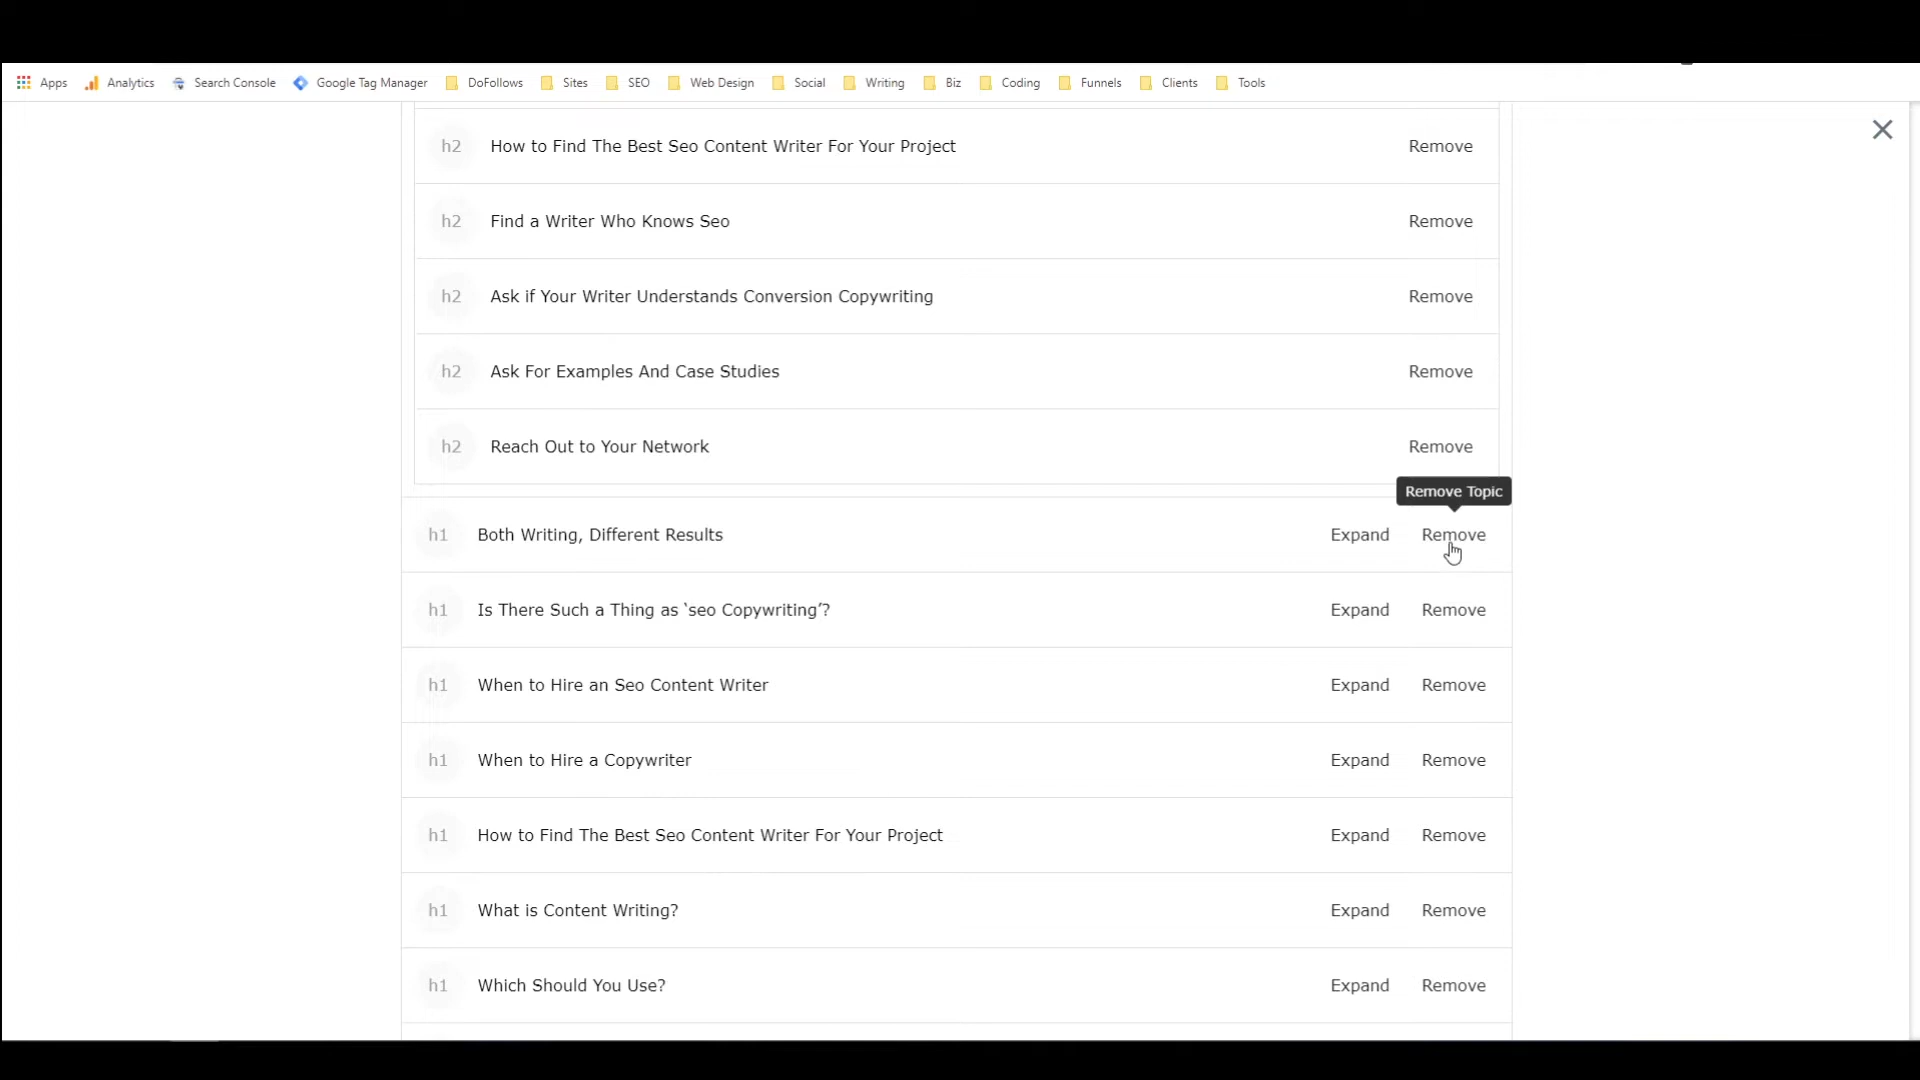 Apps Analytics Search Console Google Tag Manager DoFollows Sites SEO Web Design Social Writing Biz Coding Funnels Clients Tools
h2 How to Find The Best Seo Content Writer For Your Project Remove
h2 Find a Writer Who Knows Seo Remove
h2 Ask if Your Writer Understands Conversion Copywriting Remove
h2 Ask For Examples And Case Studies Remove
h2 Reach Out to Your Network Remove
Remove Topic
h1 Both Writing, Different Results Expand Remove
h1 Is There Such a Thing as ‘seo Copywriting’? Expand Remove
h1 When to Hire an Seo Content Writer Expand Remove
h1 When to Hire a Copywriter Expand Remove
h1 How to Find The Best Seo Content Writer For Your Project Expand Remove
h1 What is Content Writing? Expand Remove
h1 Which Should You Use? Expand Remove